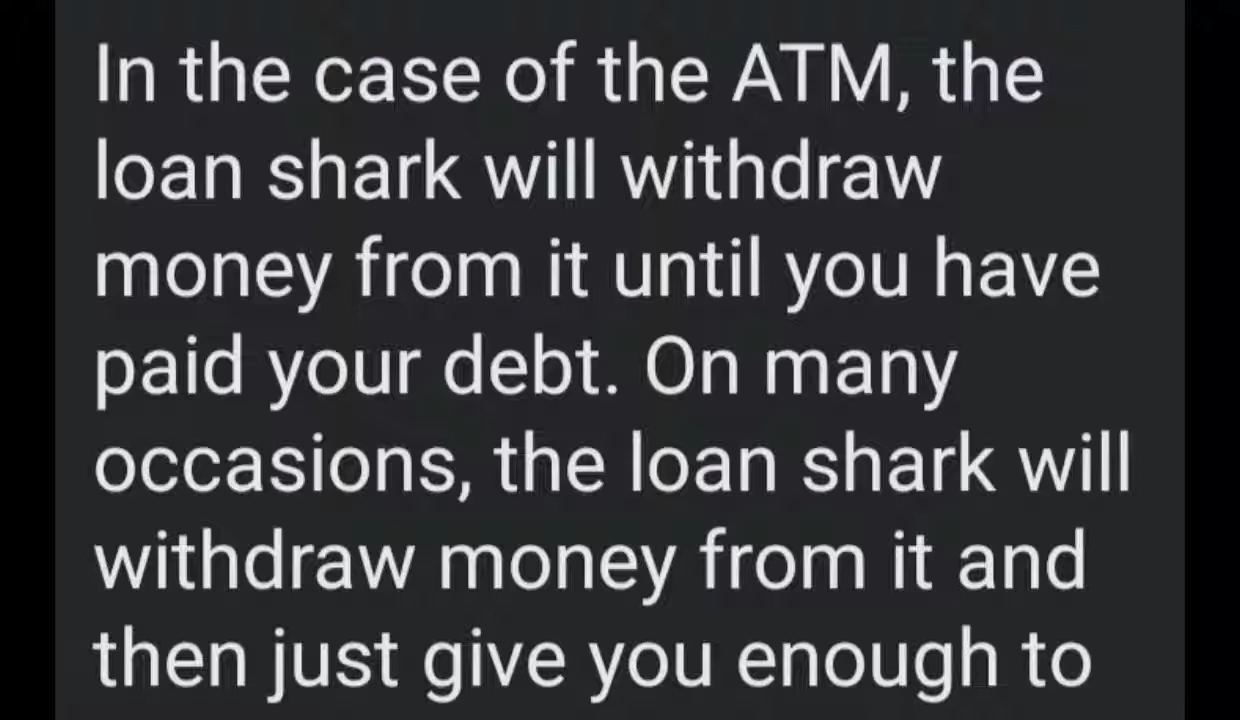 In the case of the ATM, the
loan shark will withdraw
money from it until you have
paid your debt. On many
occasions, the loan shark will
withdraw money from it and
then just give you enough to